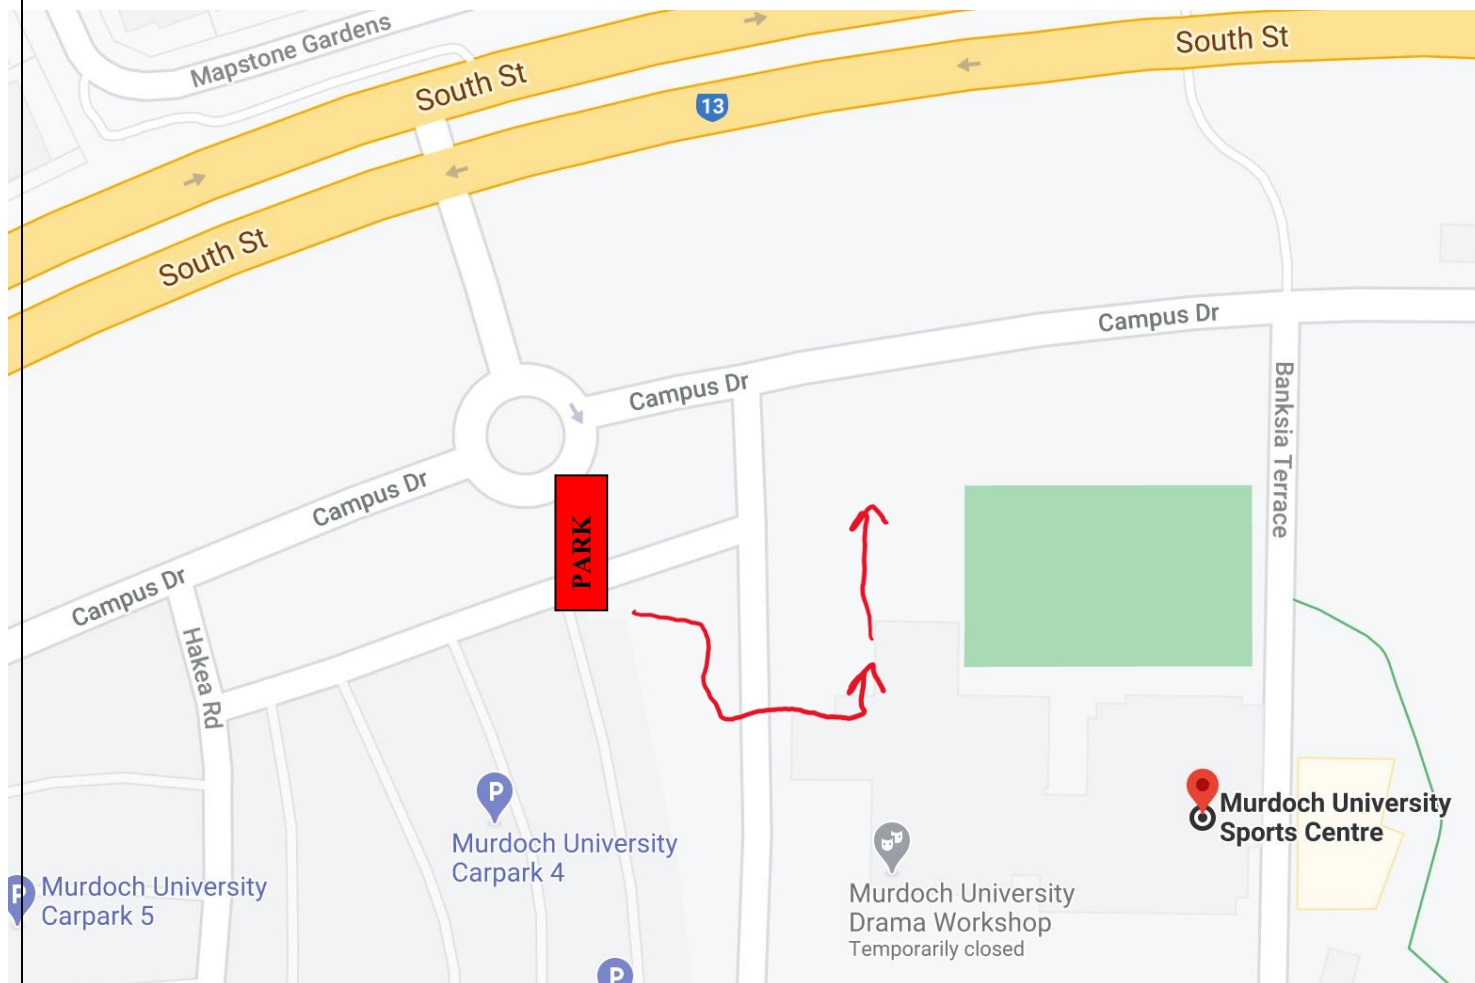 Mapstone Gardens
South St
South St
13
South St
Campus Dr
Campus Dr
Campus Dr
Banksia Terrace
PARK
Campus Dr
Hakea Rd
P
Murdoch University
Carpark 4
Murdoch University
Sports Centre
P
Murdoch University
Carpark 5
Murdoch University
Drama Workshop
Temporarily closed
P